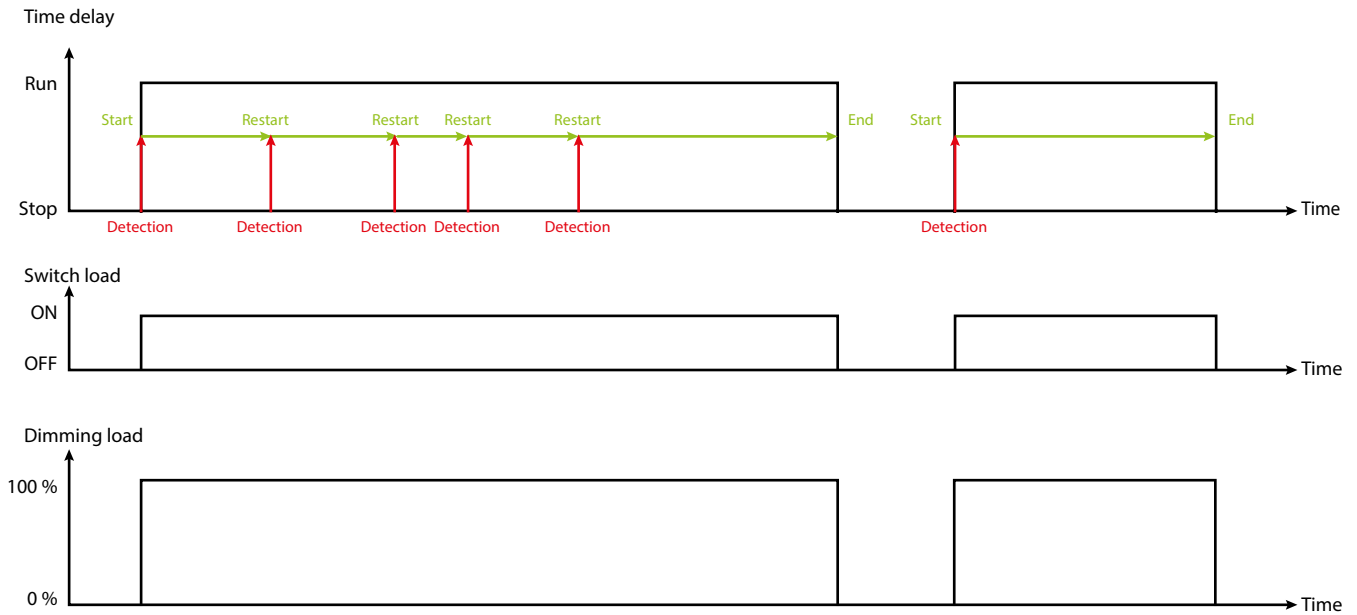 Time delay
Run
Start Restart Restart Restart Restart End Start End
Stop Time
Detection Detection Detection Detection Detection Detection
Switch load
ON
OFF Time
Dimming load
100 %
0 % Time